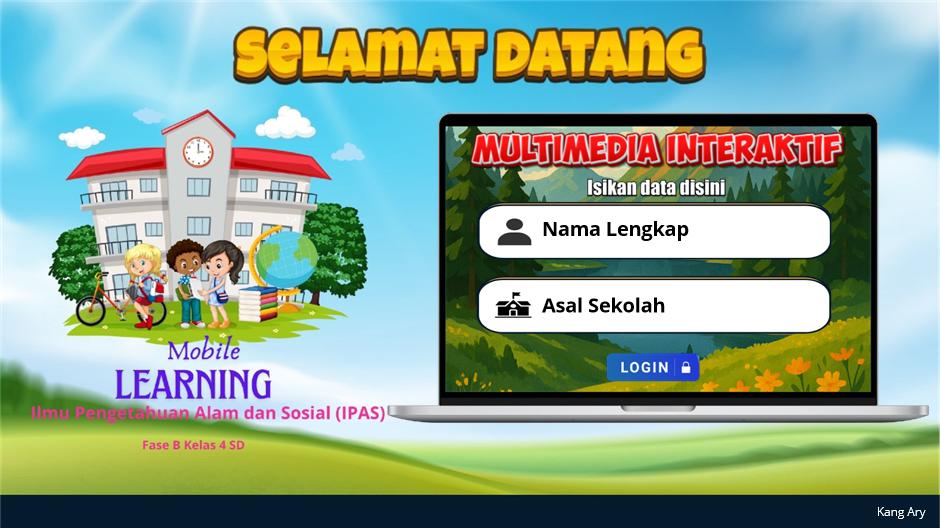 SELAMAT DATANG
MULTIMEDIA INTERAKTIF
Isikan data disini
Nama Lengkap
Asal Sekolah
LOGIN
Mobile
LEARNING
Ilmu Pengetahuan Alam dan Sosial (IPAS)
Fase B Kelas 4 SD
Kang Ary